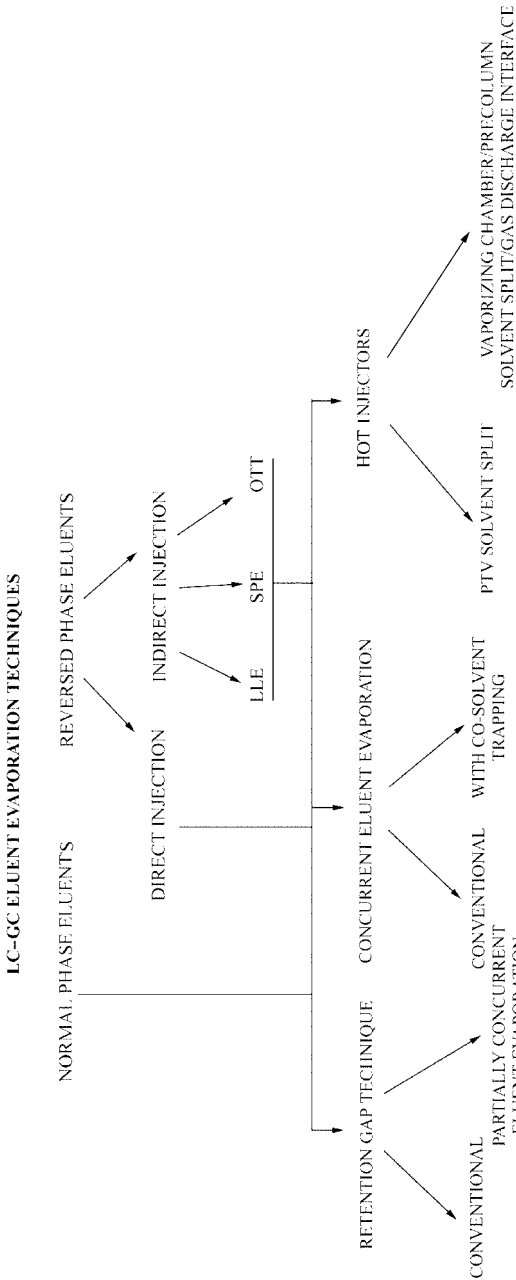 LC-GC ELUENT EVAPORATION TECHNIQUES
NORMAL PHASE ELUENTS
REVERSED PHASE ELUENTS
DIRECT INJECTION
INDIRECT INJECTION
LLE
SPE
OTT
RETENTION GAP TECHNIQUE
CONCURRENT ELUENT EVAPORATION
HOT INJECTORS
CONVENTIONAL
PARTIALLY CONCURRENT
ELUENT EVAPORATION
CONVENTIONAL
WITH CO-SOLVENT
TRAPPING
PTV SOLVENT SPLIT
VAPORIZING CHAMBER/PRECOLUMN
SOLVENT SPLIT/GAS DISCHARGE INTERFACE